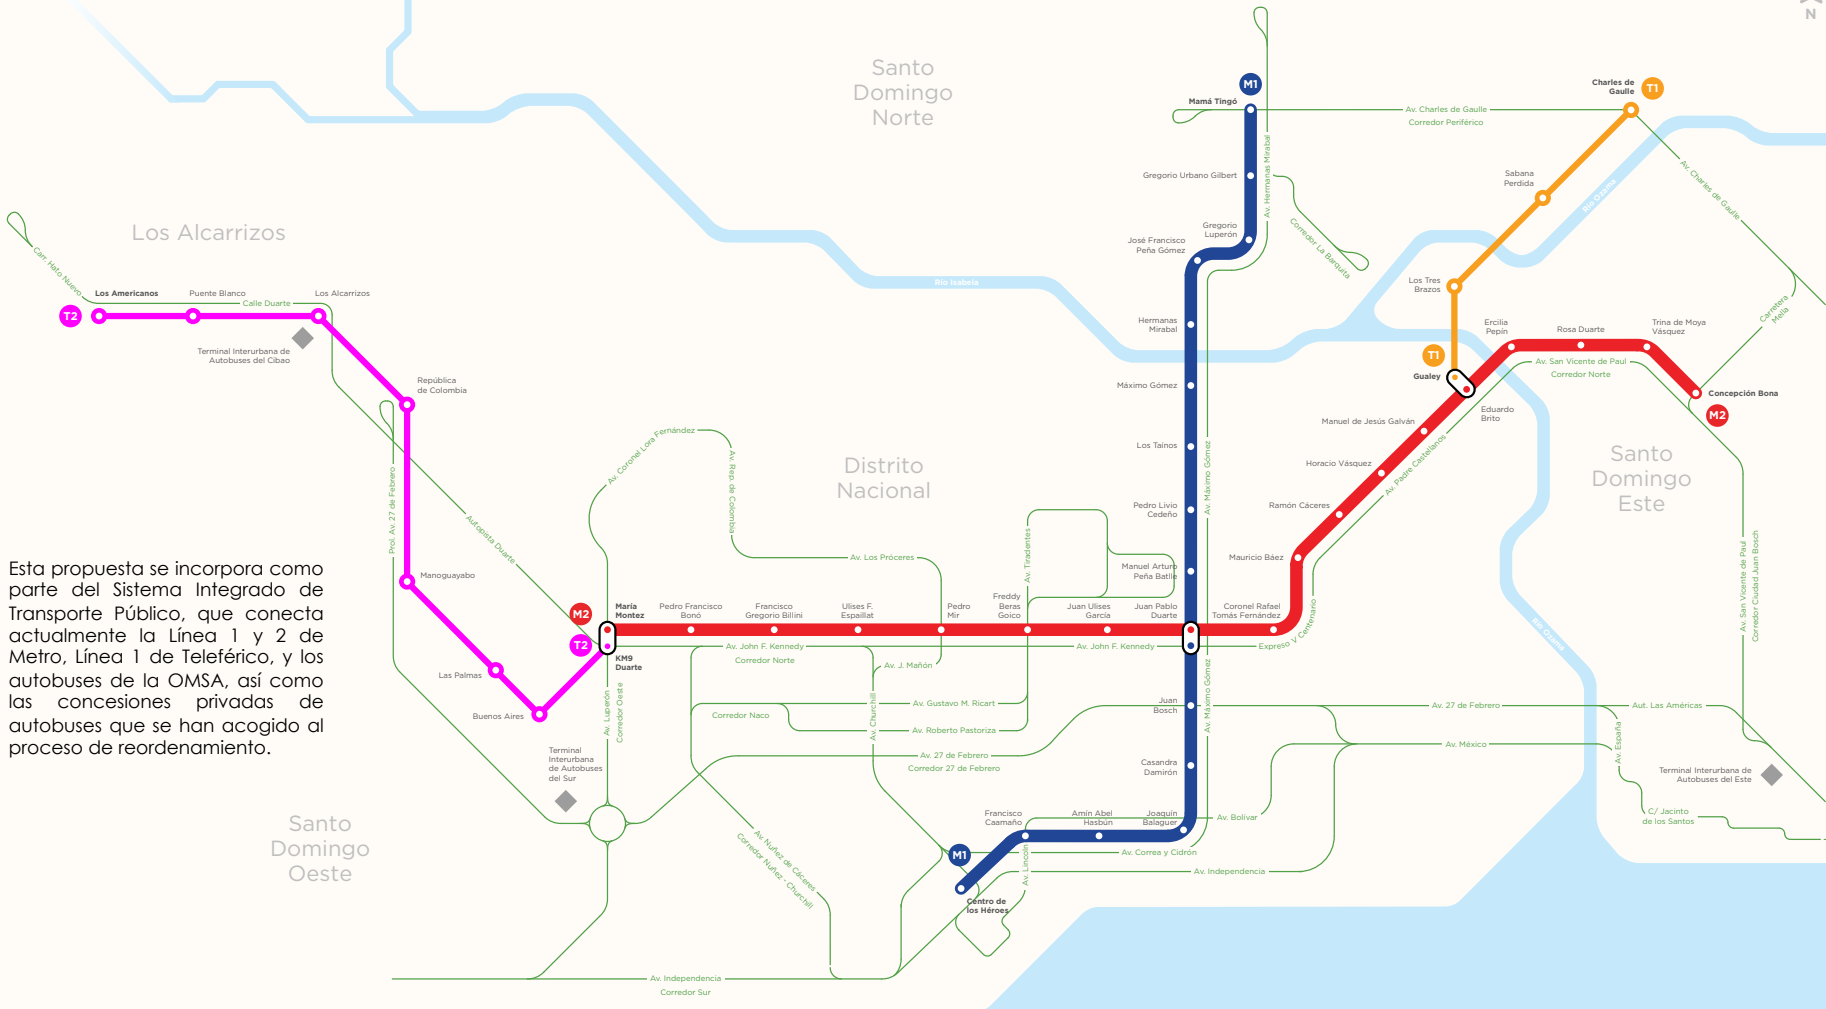 N
Santo
Domingo
Norte
M1
Mamá Tingó
Charles de
Gaulle
T1
Av. Charles de Gaulle
Corredor Periférico
Av. Hermanas Mirabal
Gregorio Urbano Gilbert
Sabana
Perdida
Río Ozama
Av. Charles de Gaulle
Gregorio
Luperón
José Francisco
Peña Gómez
Corredor La Barquita
Los Alcarrizos
Carr. Hato Nuevo
Los Americanos
Puente Blanco
Los Alcarrizos
Calle Duarte
T2
Terminal Interurbana de
Autobuses del Cibao
Río Isabela
Los Tres
Brazos
Carretera
Mella
Hermanas
Mirabal
Ercilia
Pepín
Rosa Duarte
Trina de Moya
Vásquez
T1
Av. San Vicente de Paul
Corredor Norte
Gualey
República
de Colombia
Máximo Gómez
Concepción Bona
M2
Eduardo
Brito
Manuel de Jesús Galván
Av. Coronel Lora Fernández
Av. Rep. de Colombia
Prol. Av. 27 de Febrero
Autopista Duarte
Los Taínos
Av. Máximo Gómez
Horacio Vásquez
Av. Padre Castellanos
Distrito
Nacional
Santo
Domingo
Este
Pedro Livio
Cedeño
Ramón Cáceres
Av. Los Próceres
Av. Tiradentes
Mauricio Báez
Manuel Arturo
Peña Batlle
Av. San Vicente de Paul
Corredor Ciudad Juan Bosch
Esta propuesta se incorpora como
parte del Sistema Integrado de
Transporte Público, que conecta
actualmente la Línea 1 y 2 de
Metro, Línea 1 de Teleférico, y los
autobuses de la OMSA, así como
las concesiones privadas de
autobuses que se han acogido al
proceso de reordenamiento.
Manoguayabo
M2
María
Montez
Pedro Francisco
Bonó
Francisco
Gregorio Billini
Ulises F.
Espaillat
Pedro
Mir
Freddy
Beras
Goico
Juan Ulises
García
Juan Pablo
Duarte
Coronel Rafael
Tomás Fernández
T2
KM9
Duarte
Av. John F. Kennedy
Corredor Norte
Av. John F. Kennedy
Expreso V Centenario
Río Ozama
Av. J. Mañón
Las Palmas
Buenos Aires
Av. Luperón
Corredor Oeste
Av. Churchill
Av. Máximo Gómez
Corredor Naco
Av. Gustavo M. Ricart
Juan
Bosch
Av. 27 de Febrero
Aut. Las Américas
Av. España
Av. Roberto Pastoriza
Av. México
Av. 27 de Febrero
Corredor 27 de Febrero
Terminal
Interurbana
de Autobuses
del Sur
Casandra
Damirón
Terminal Interurbana de
Autobuses del Este
Francisco
Caamaño
Amín Abel
Hasbún
Joaquín
Balaguer
Av. Bolívar
C/ Jacinto
de los Santos
Santo
Domingo
Oeste
Av. Nuñez de Cáceres
Corredor Nuñez - Churchill
M1
Av. Lincoln
Av. Correa y Cidrón
Av. Independencia
Centro de
los Héroes
Av. Independencia
Corredor Sur